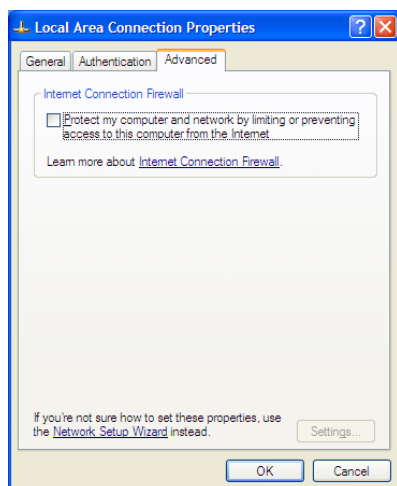 Local Area Connection Properties
General Authentication Advanced
Internet Connection Firewall
Protect my computer and network by limiting or preventing
access to this computer from the Internet
Learn more about Internet Connection Firewall.
If you're not sure how to set these properties, use
the Network Setup Wizard instead.
Settings...
OK Cancel